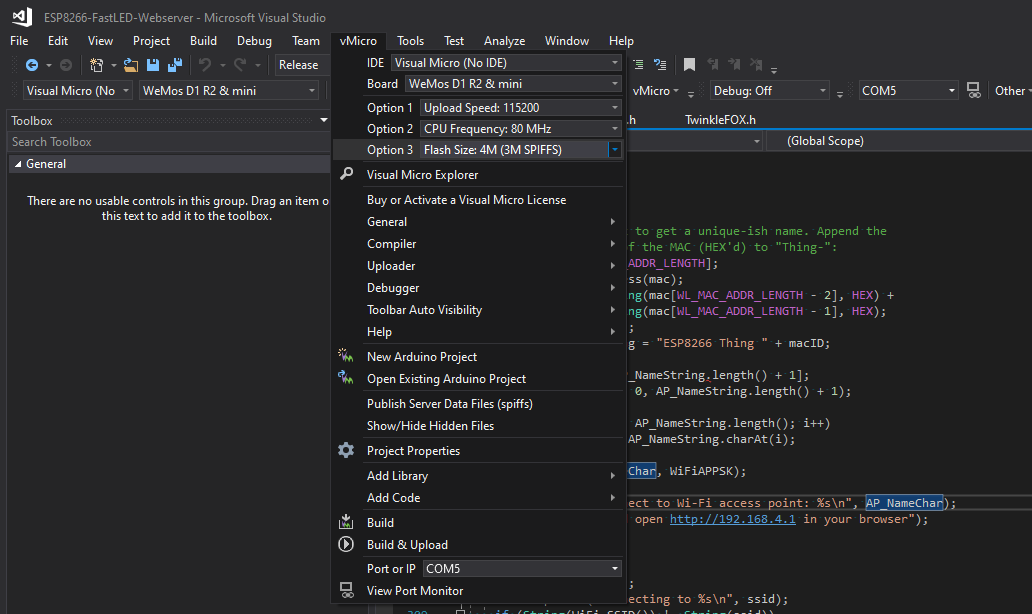 ESP8266-FastLED-Webserver - Microsoft Visual Studio
File Edit View Project Build Debug Team vMicro Tools Test Analyze Window Help
Release
IDE Visual Micro (No IDE)
Board WeMos D1 R2 & mini
Visual Micro (No WeMos D1 R2 & mini
vMicro Debug: Off COM5 Other
Option 1 Upload Speed: 115200
Option 2 CPU Frequency: 80 MHz
Option 3 Flash Size: 4M (3M SPIFFS)
Toolbox
Search Toolbox
General
There are no usable controls in this group. Drag an item o
this text to add it to the toolbox.
Visual Micro Explorer
Buy or Activate a Visual Micro License
General
Compiler
Uploader
Debugger
Toolbar Auto Visibility
Help
New Arduino Project
Open Existing Arduino Project
Publish Server Data Files (spiffs)
Show/Hide Hidden Files
Project Properties
Add Library
Add Code
Build
Build & Upload
Port or IP COM5
View Port Monitor
.h TwinkleFOX.h
(Global Scope)
to get a unique-ish name. Append the
f the MAC (HEX'd) to "Thing-":
ADDR_LENGTH];
ss(mac);
ng(mac[WL_MAC_ADDR_LENGTH - 2], HEX) +
ng(mac[WL_MAC_ADDR_LENGTH - 1], HEX);
;
g = "ESP8266 Thing " + macID;
_NameString.length() + 1];
0, AP_NameString.length() + 1);
AP_NameString.length(); i++)
AP_NameString.charAt(i);
Char, WiFiAPPSK);
ect to Wi-Fi access point: %s\n", AP_NameChar);
open http://192.168.4.1 in your browser");
;
ecting to %s\n", ssid);